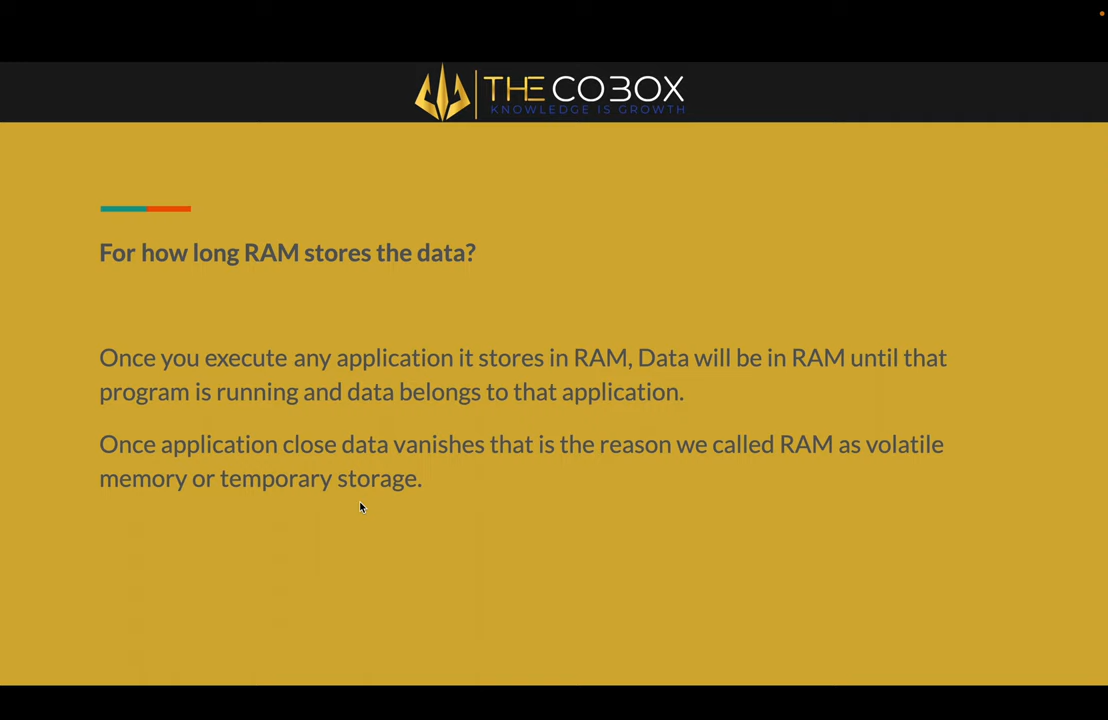 THE COBOX
KNOWLEDGE IS GROWTH
For how long RAM stores the data?
Once you execute any application it stores in RAM, Data will be in RAM until that
program is running and data belongs to that application.
Once application close data vanishes that is the reason we called RAM as volatile
memory or temporary storage.